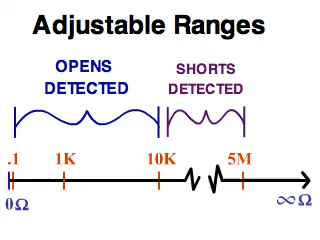 Adjustable Ranges
OPENS
DETECTED
SHORTS
DETECTED
.1 1K 10K 5M
0Ω ∞Ω